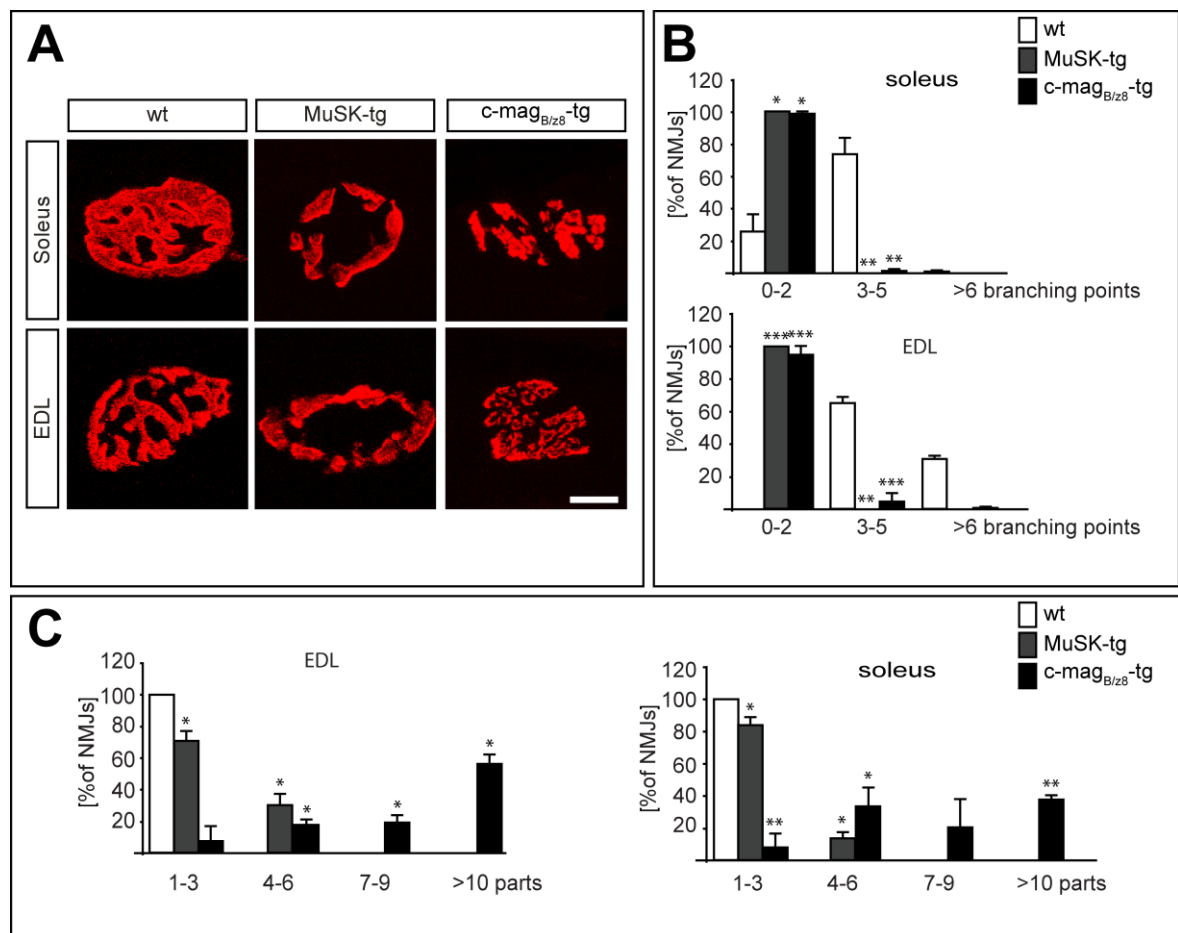 A
wt
MuSK-tg
c-mag_B/z8-tg
Soleus
EDL
B
wt
MuSK-tg
c-mag_B/z8-tg
soleus
[%of NMJs]
120
100
80
60
40
20
* *
** **
0-2 3-5 >6 branching points
EDL
[%of NMJs]
120
100
80
60
40
20
*** ***
** ***
0-2 3-5 >6 branching points
C
wt
MuSK-tg
c-mag_B/z8-tg
EDL
[%of NMJs]
120
100
80
60
40
20
*
* *
*
*
1-3 4-6 7-9 >10 parts
soleus
[%of NMJs]
120
100
80
60
40
20
* **
* *
**
1-3 4-6 7-9 >10 parts